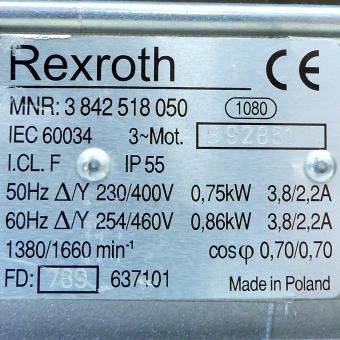 Rexroth CE
MNR: 3 842 518 050 1080
IEC 60034 3~Mot.
I.CL. F IP 55
50Hz Δ/Y 230/400V 0,75kW 3,8/2,2A
60Hz Δ/Y 254/460V 0,86kW 3,8/2,2A
1380/1660 min⁻¹ cosφ 0,70/0,70
FD: 789 637101 Made in Poland